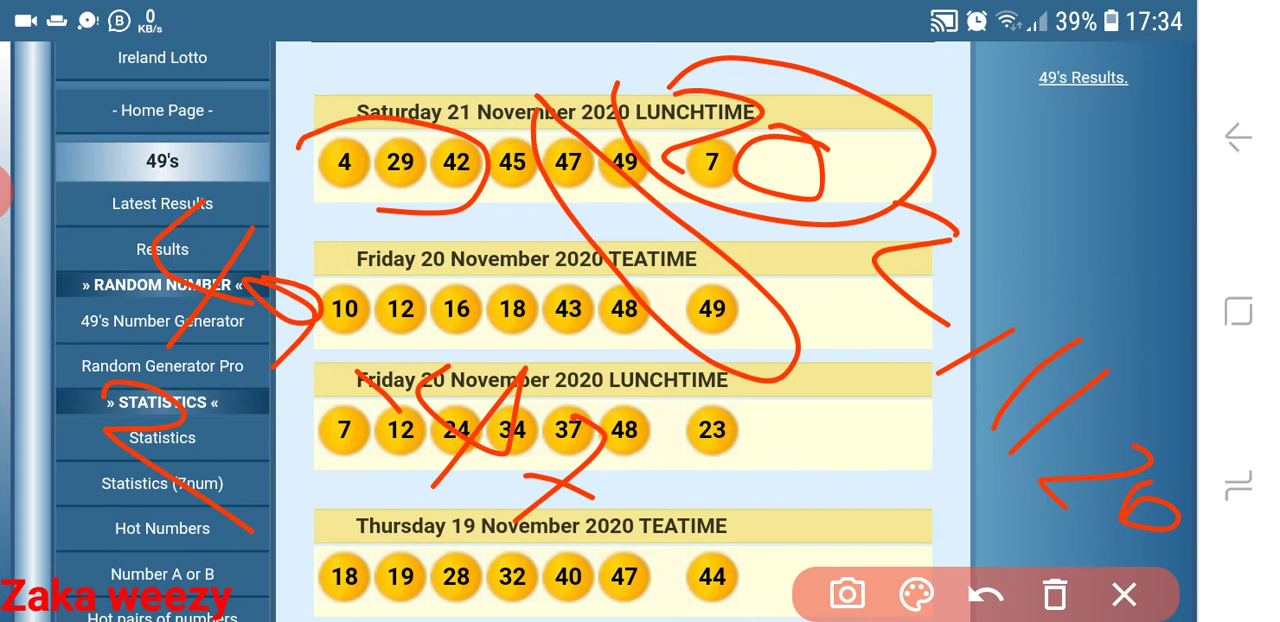 0
KB/s
39% 17:34
Ireland Lotto
- Home Page -
49's
Latest Results
Results
» RANDOM NUMBER «
49's Number Generator
Random Generator Pro
» STATISTICS «
Statistics
Statistics (7num)
Hot Numbers
Number A or B
Hot pairs of numbers
Zaka weezy
Saturday 21 November 2020 LUNCHTIME
4 29 42 45 47 49 7
Friday 20 November 2020 TEATIME
10 12 16 18 43 48 49
Friday 20 November 2020 LUNCHTIME
7 12 24 34 37 48 23
Thursday 19 November 2020 TEATIME
18 19 28 32 40 47 44
49's Results.